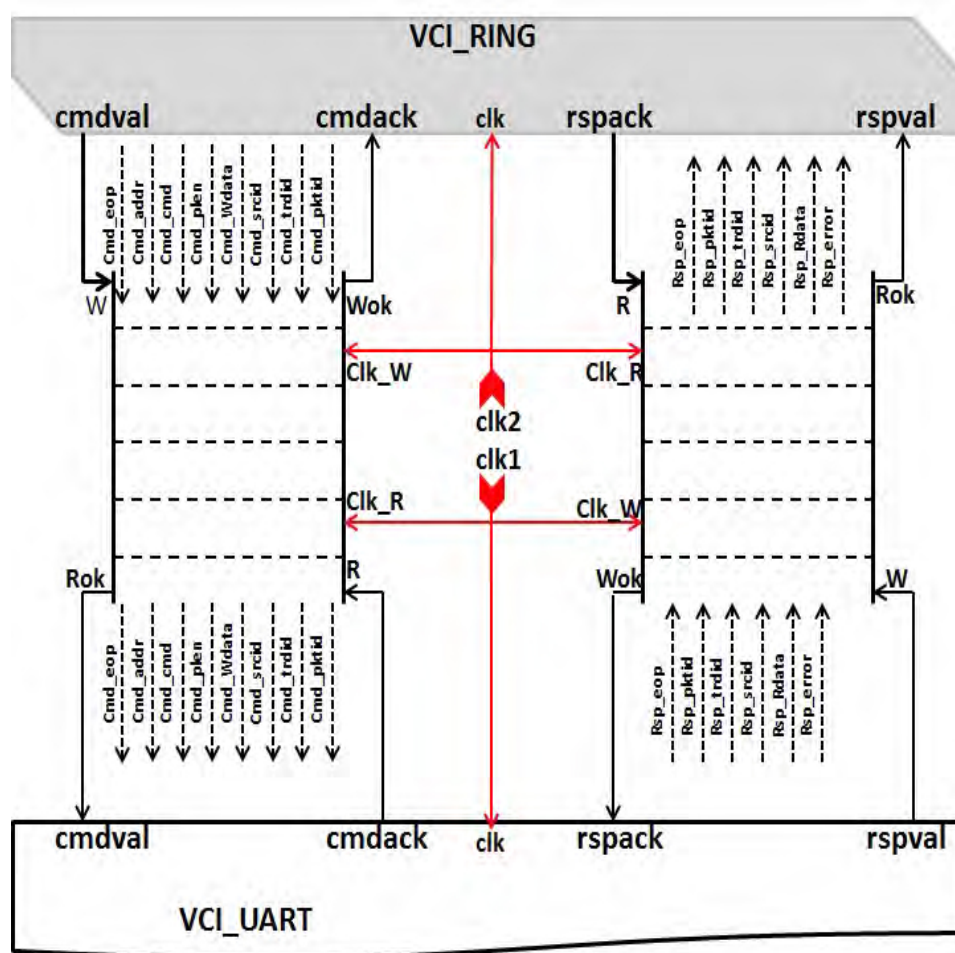 VCI_RING
cmdval cmdack clk rspack rspval
Cmd_eop
Cmd_addr
Cmd_cmd
Cmd_plen
Cmd_Wdata
Cmd_srcid
Cmd_trdid
Cmd_pktid
Rsp_eop
Rsp_pktid
Rsp_trdid
Rsp_srcid
Rsp_Rdata
Rsp_error
W Wok R Rok
Clk_W Clk_R
clk2
clk1
Clk_R Clk_W
Rok R Wok W
Cmd_eop
Cmd_addr
Cmd_cmd
Cmd_plen
Cmd_Wdata
Cmd_srcid
Cmd_trdid
Cmd_pktid
Rsp_eop
Rsp_pktid
Rsp_trdid
Rsp_srcid
Rsp_Rdata
Rsp_error
cmdval cmdack clk rspack rspval
VCI_UART